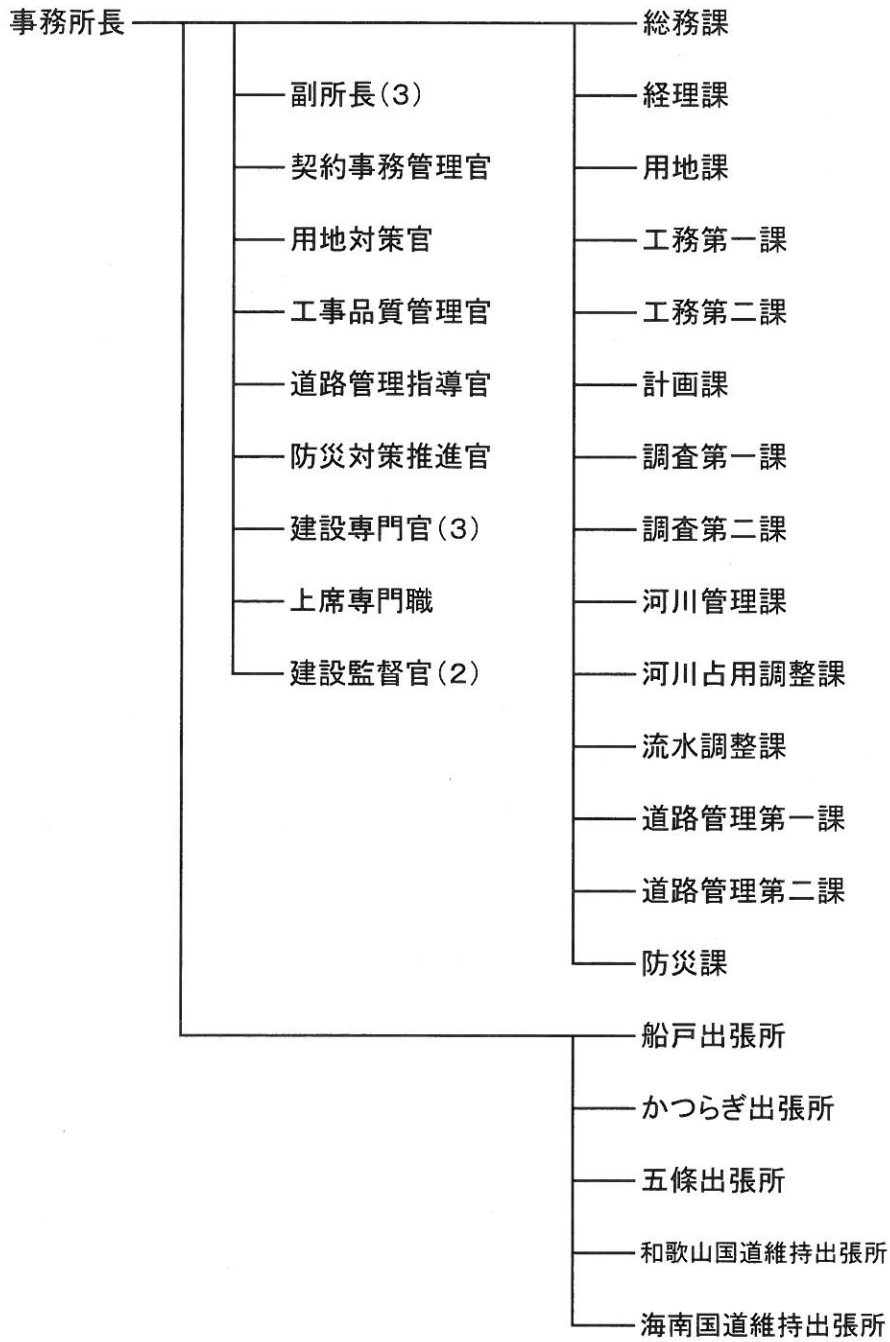 事務所長
副所長(3)
契約事務管理官
用地対策官
工事品質管理官
道路管理指導官
防災対策推進官
建設専門官(3)
上席専門職
建設監督官(2)
総務課
経理課
用地課
工務第一課
工務第二課
計画課
調査第一課
調査第二課
河川管理課
河川占用調整課
流水調整課
道路管理第一課
道路管理第二課
防災課
船戸出張所
かつらぎ出張所
五條出張所
和歌山国道維持出張所
海南国道維持出張所